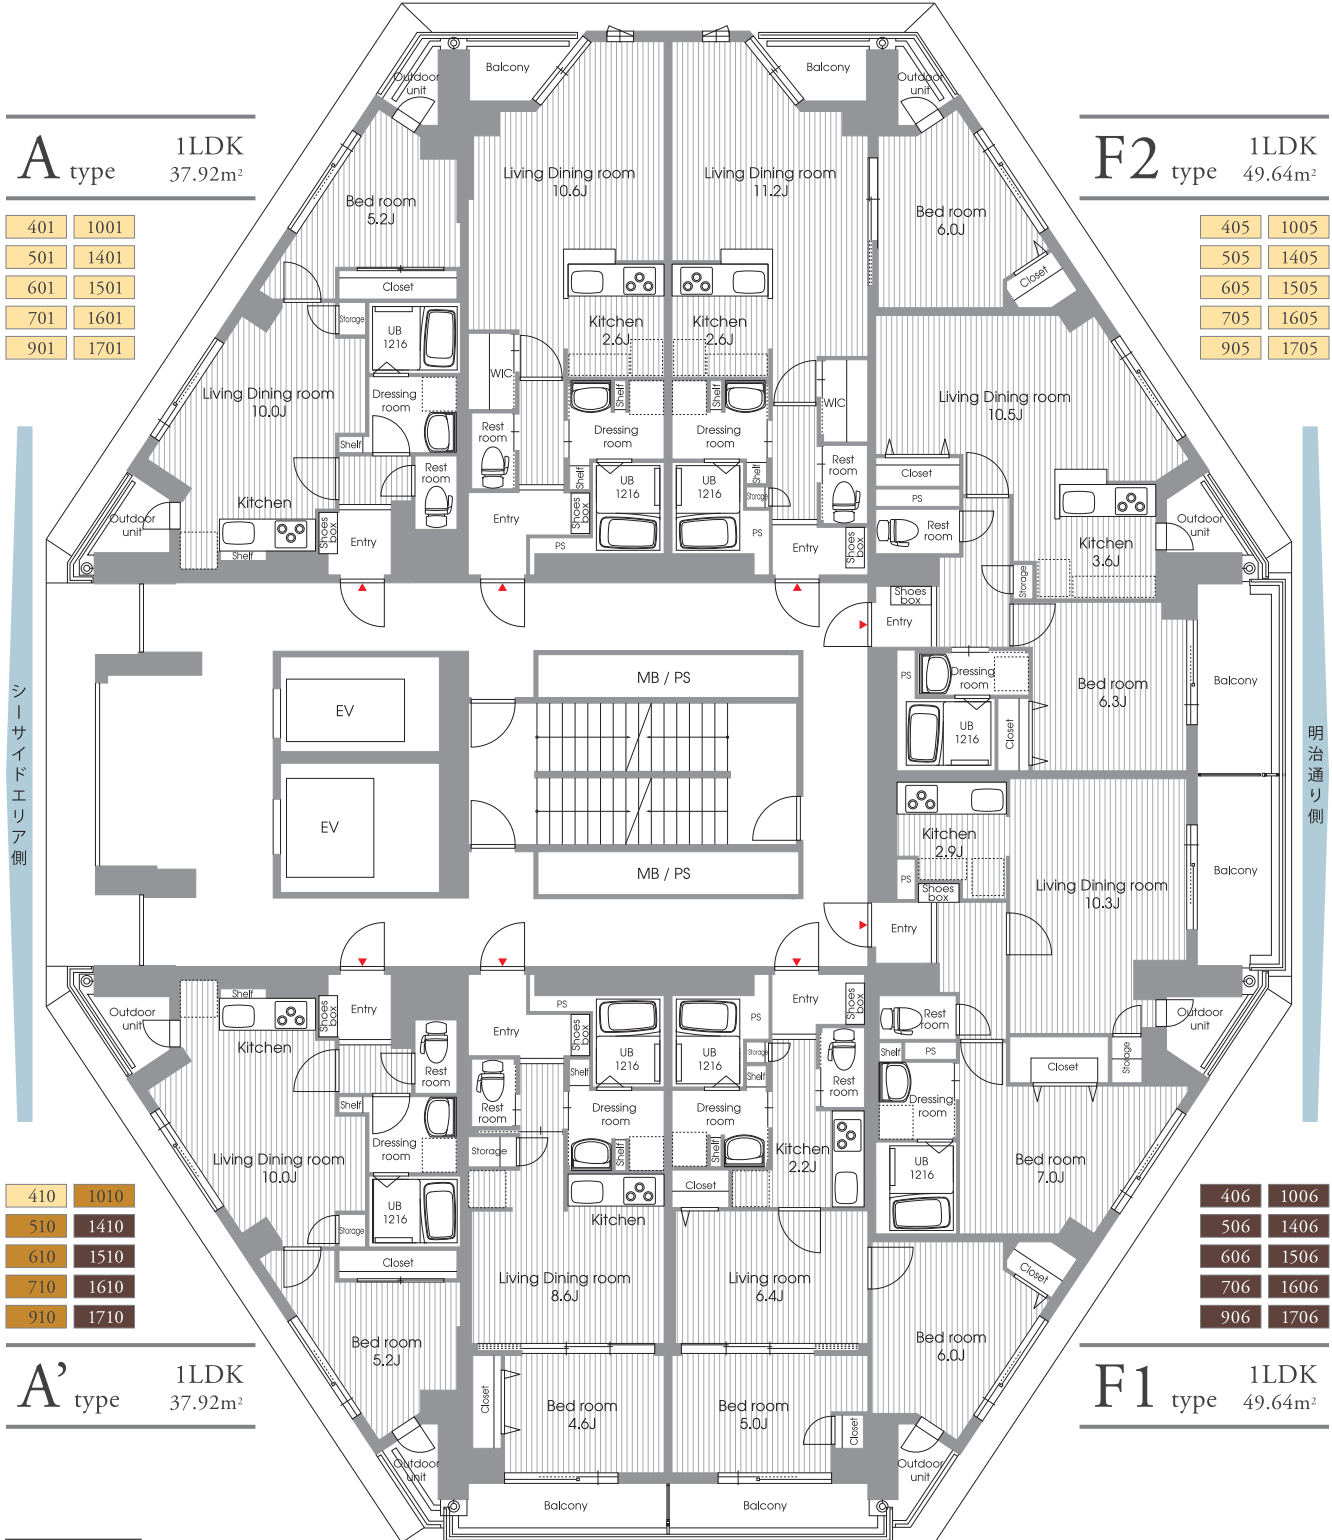 A type
1LDK
37.92m²
401 1001
501 1401
601 1501
701 1601
901 1701
F2 type
1LDK
49.64m²
405 1005
505 1405
605 1505
705 1605
905 1705
シーサイドエリア側
明治通り側
Outdoor
unit
Balcony
Balcony
Outdoor
unit
Bed room
5.2J
Closet
Storage
UB
1216
Living Dining room
10.0J
Dressing
room
Shelf
Rest
room
Kitchen
Shelf
Shoes
box
Entry
Outdoor
unit
Living Dining room
10.6J
Kitchen
2.6J
WIC
Shelf
Rest
room
Dressing
room
Shelf
UB
1216
Entry
Shoes
box
PS
Living Dining room
11.2J
Kitchen
2.6J
Shelf
WIC
Dressing
room
Shelf
Rest
room
UB
1216
Storage
PS
Entry
Shoes
box
Bed room
6.0J
Closet
Living Dining room
10.5J
Closet
PS
Rest
room
Kitchen
3.6J
Outdoor
unit
Storage
Shoes
box
Entry
PS
Dressing
room
UB
1216
Closet
Bed room
6.3J
Balcony
MB / PS
EV
EV
MB / PS
Kitchen
2.9J
PS
Shoes
box
Living Dining room
10.3J
Balcony
Entry
Rest
room
Shelf
PS
Closet
Storage
Outdoor
unit
Dressing
room
UB
1216
Bed room
7.0J
Closet
Bed room
6.0J
Outdoor
unit
Outdoor
unit
Shelf
Shoes
box
Entry
Kitchen
Rest
room
Shelf
Dressing
room
Living Dining room
10.0J
UB
1216
Storage
Closet
Bed room
5.2J
Outdoor
unit
PS
Entry
Shoes
box
UB
1216
Shelf
Rest
room
Dressing
room
Storage
Shelf
Kitchen
Living Dining room
8.6J
Closet
Bed room
4.6J
Balcony
PS
Entry
Shoes
box
UB
1216
Storage
Shelf
Rest
room
Dressing
room
Shelf
Kitchen
2.2J
Closet
Living room
6.4J
Bed room
5.0J
Closet
Balcony
410 1010
510 1410
610 1510
710 1610
910 1710
A’ type
1LDK
37.92m²
406 1006
506 1406
606 1506
706 1606
906 1706
F1 type
1LDK
49.64m²